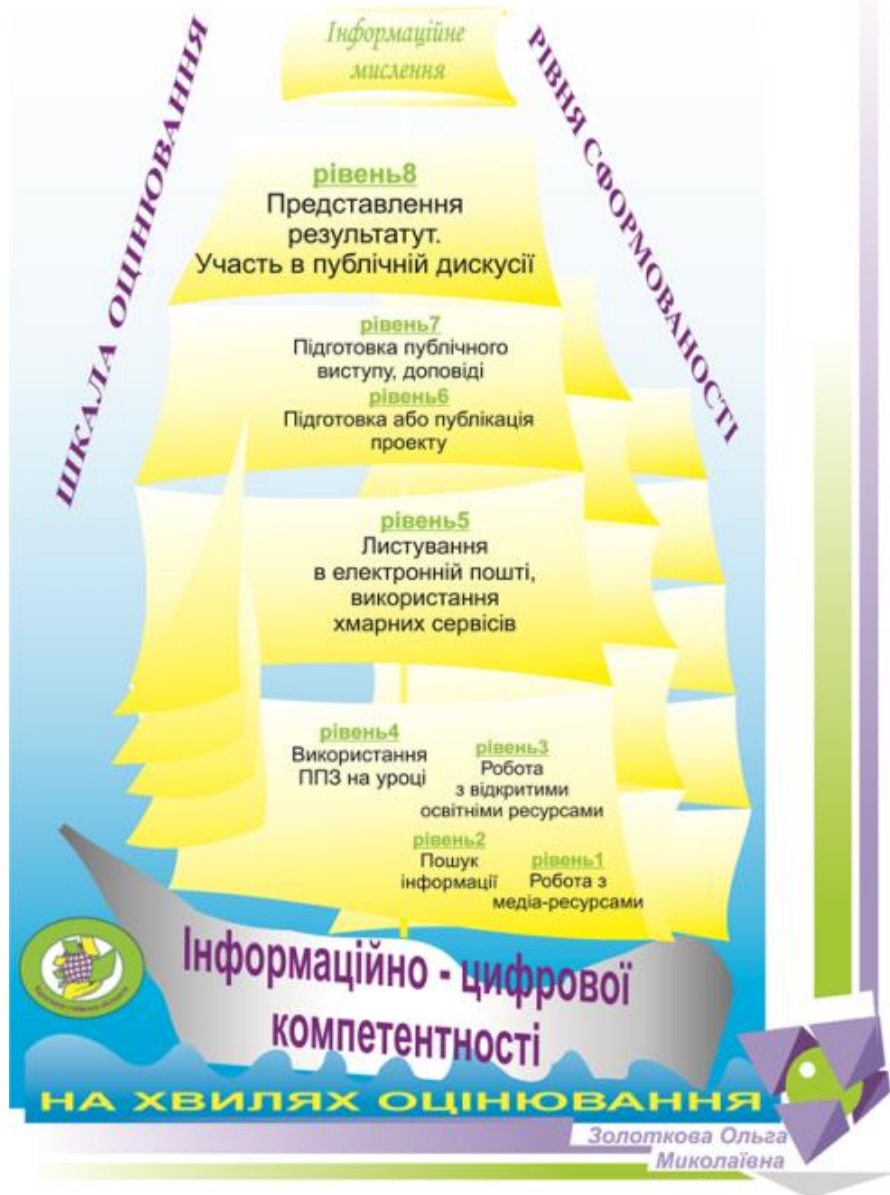 Інформаційне
мислення
ШКАЛА ОЦІНЮВАННЯ
РІВНЯ СФОРМОВАНОСТІ
рівень8
Представлення
результатут.
Участь в публічній дискусії
рівень7
Підготовка публічного
виступу, доповіді
рівень6
Підготовка або публікація
проекту
рівень5
Листування
в електронній пошті,
використання
хмарних сервісів
рівень4
Використання
ППЗ на уроці
рівень3
Робота
з відкритими
освітніми ресурсами
рівень2
Пошук
інформації
рівень1
Робота з
медіа-ресурсами
Інформаційно - цифрової
компетентності
НА ХВИЛЯХ ОЦІНЮВАННЯ
Золоткова Ольга
Миколаївна